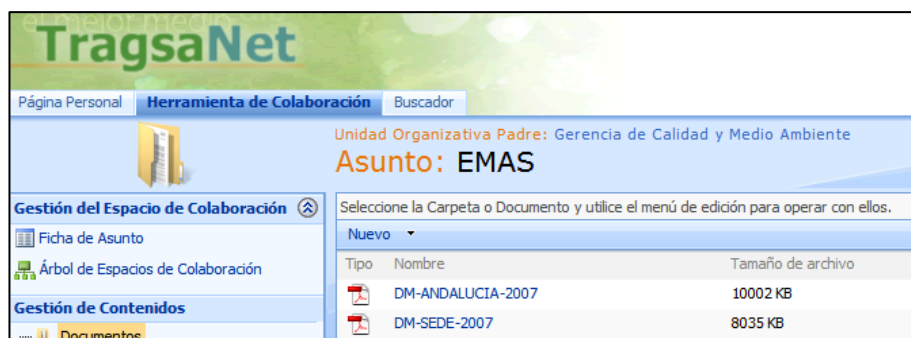 el mejor medio
TragsaNet
Página Personal
Herramienta de Colaboración
Buscador
Unidad Organizativa Padre: Gerencia de Calidad y Medio Ambiente
Asunto: EMAS
Gestión del Espacio de Colaboración
Ficha de Asunto
Árbol de Espacios de Colaboración
Gestión de Contenidos
Documentos
Seleccione la Carpeta o Documento y utilice el menú de edición para operar con ellos.
Nuevo
Tipo Nombre Tamaño de archivo
DM-ANDALUCIA-2007 10002 KB
DM-SEDE-2007 8035 KB